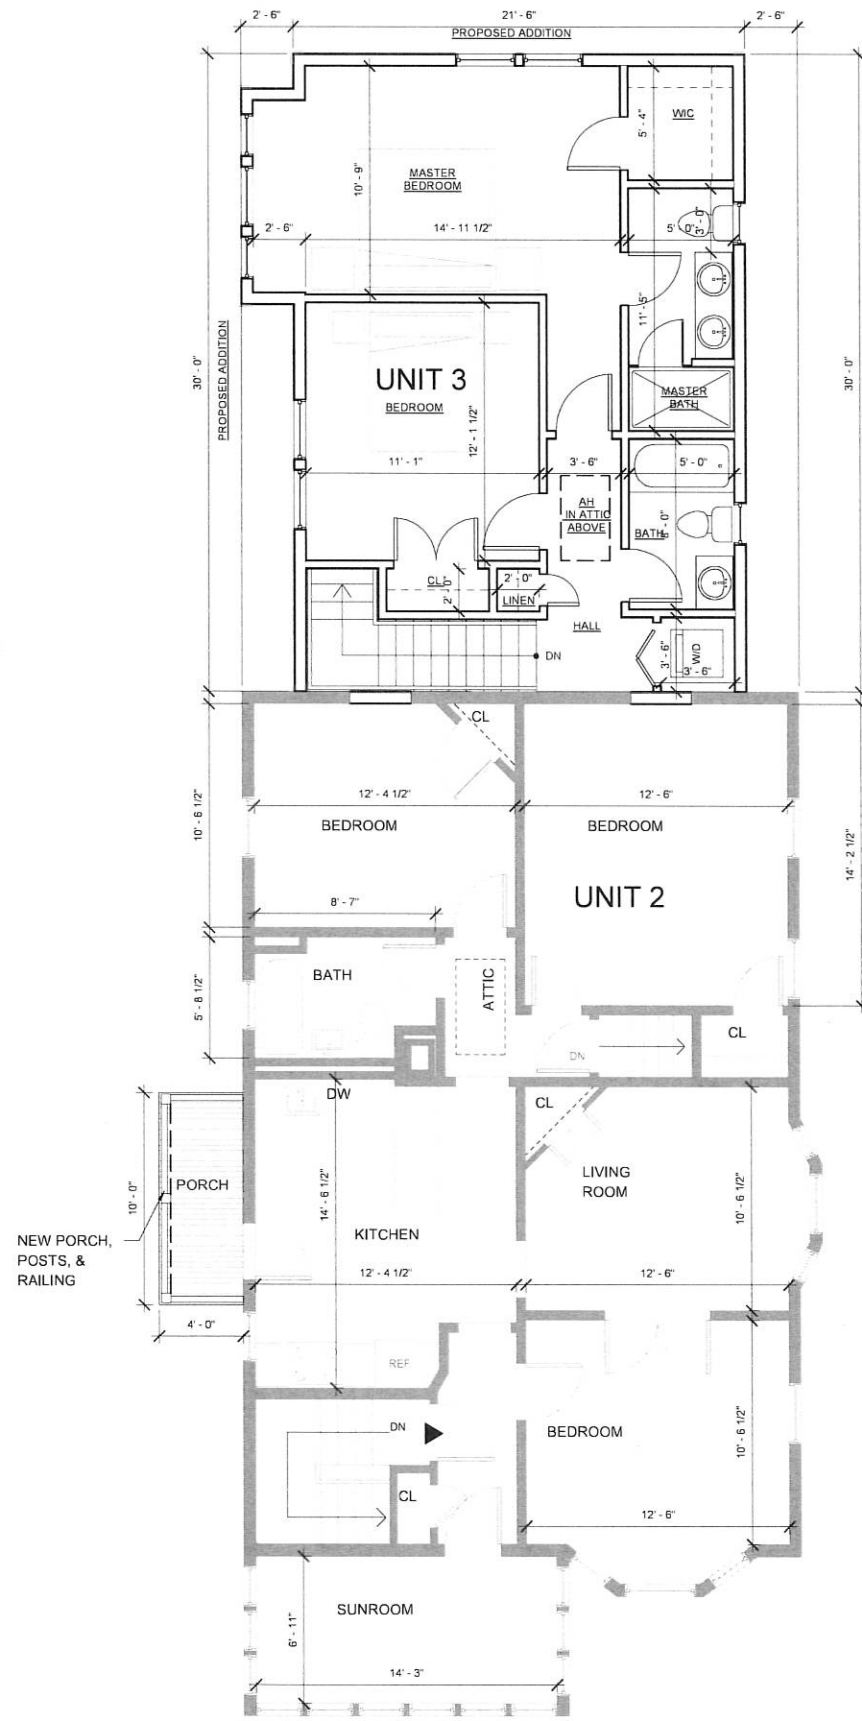 2' - 6"
21' - 6"
2' - 6"
PROPOSED ADDITION
WIC
5' - 4"
MASTER
BEDROOM
10' - 9"
2' - 6"
14' - 11 1/2"
5' - 0"
3' - 0"
11' - 5"
30' - 0"
PROPOSED ADDITION
30' - 0"
UNIT 3
BEDROOM
MASTER
BATH
12' - 1 1/2"
11' - 1"
3' - 6"
5' - 0"
AH
IN ATTIC
ABOVE
BATH
CL
2' - 0"
2' - 0"
LINEN
HALL
DN
3' - 6"
W/D
3' - 6"
CL
12' - 4 1/2"
12' - 6"
BEDROOM
BEDROOM
10' - 6 1/2"
14' - 2 1/2"
UNIT 2
8' - 7"
BATH
ATTIC
5' - 8 1/2"
CL
DN
DW
CL
LIVING
ROOM
PORCH
10' - 0"
14' - 6 1/2"
10' - 6 1/2"
KITCHEN
NEW PORCH,
POSTS, &
RAILING
12' - 4 1/2"
12' - 6"
4' - 0"
REF
DN
BEDROOM
10' - 6 1/2"
CL
12' - 6"
SUNROOM
6' - 11"
14' - 3"